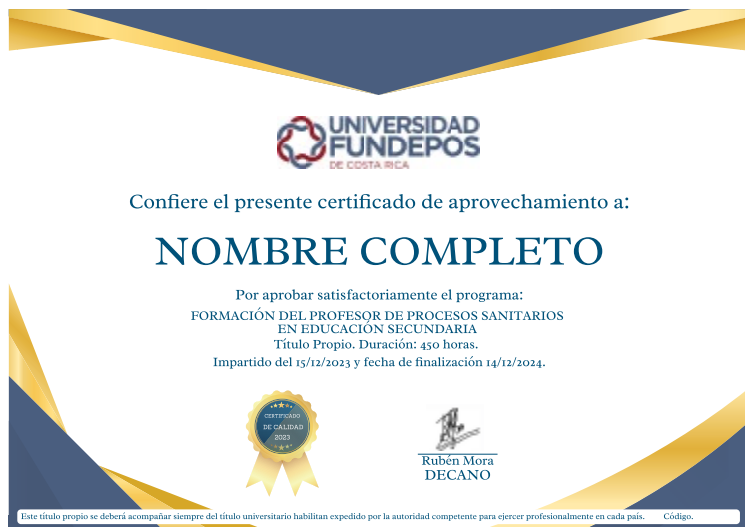 UNIVERSIDAD
FUNDEPOS
DE COSTA RICA
Confiere el presente certificado de aprovechamiento a:
NOMBRE COMPLETO
Por aprobar satisfactoriamente el programa:
FORMACIÓN DEL PROFESOR DE PROCESOS SANITARIOS
EN EDUCACIÓN SECUNDARIA
Título Propio. Duración: 450 horas.
Impartido del 15/12/2023 y fecha de finalización 14/12/2024.
CERTIFICADO
DE CALIDAD
2023
Rubén Mora
DECANO
Este título propio se deberá acompañar siempre del título universitario habilitan expedido por la autoridad competente para ejercer profesionalmente en cada país. Código.